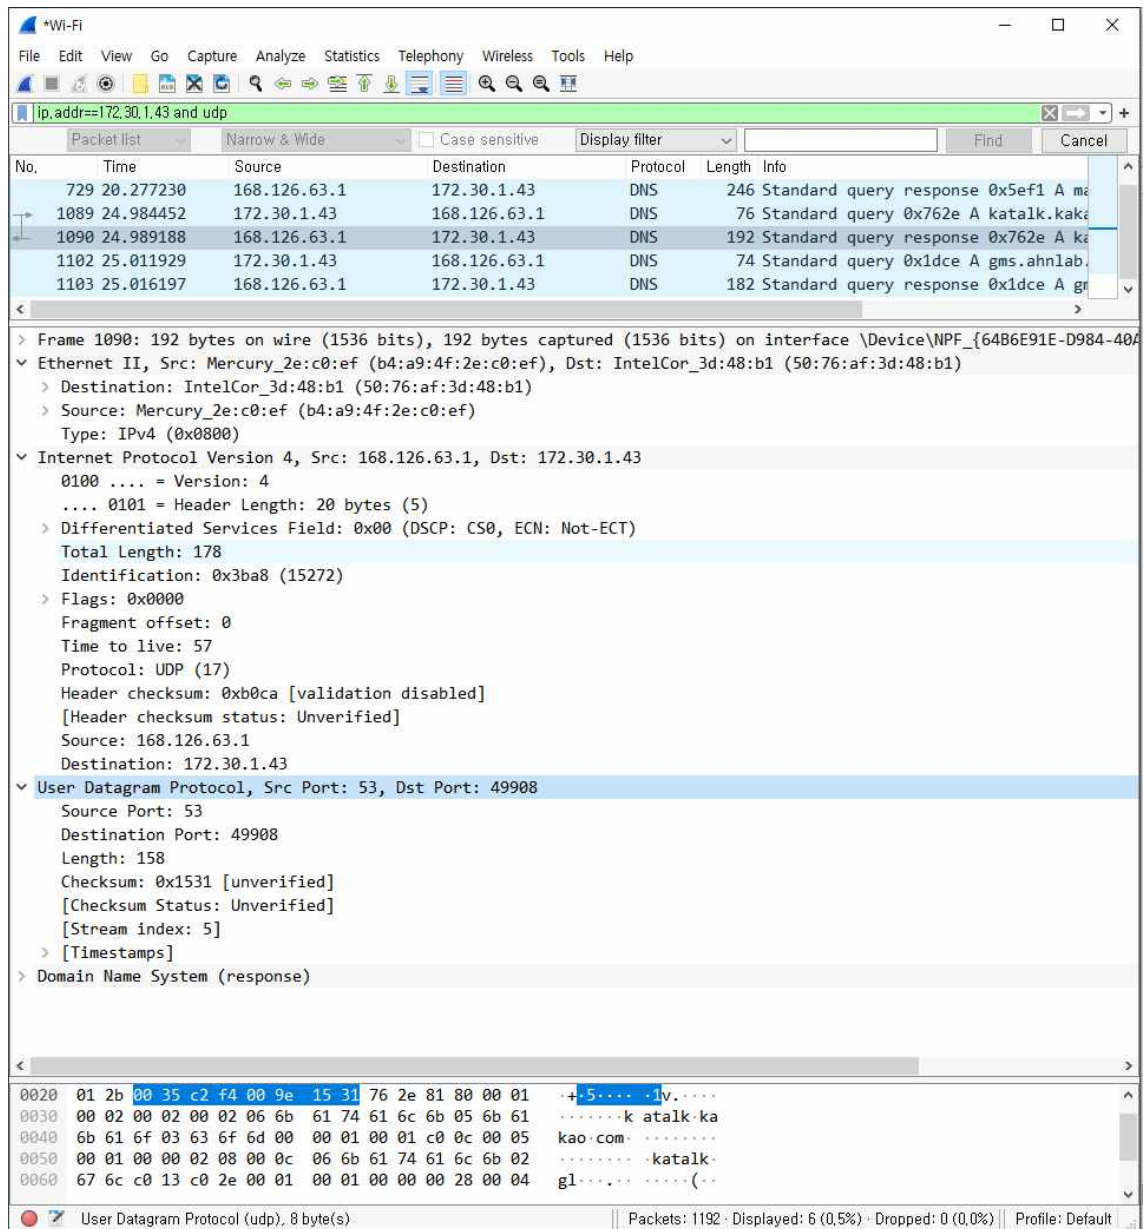 *Wi-Fi
File Edit View Go Capture Analyze Statistics Telephony Wireless Tools Help
ip.addr==172.30.1.43 and udp
Packet list Narrow & Wide Case sensitive Display filter Find Cancel
No. Time Source Destination Protocol Length Info
729 20.277230 168.126.63.1 172.30.1.43 DNS 246 Standard query response 0x5ef1 A ma
1089 24.984452 172.30.1.43 168.126.63.1 DNS 76 Standard query 0x762e A katalk.kaka
1090 24.989188 168.126.63.1 172.30.1.43 DNS 192 Standard query response 0x762e A ka
1102 25.011929 172.30.1.43 168.126.63.1 DNS 74 Standard query 0x1dce A gms.ahnlab.
1103 25.016197 168.126.63.1 172.30.1.43 DNS 182 Standard query response 0x1dce A gm
Frame 1090: 192 bytes on wire (1536 bits), 192 bytes captured (1536 bits) on interface \Device\NPF_{64B6E91E-D984-40A
Ethernet II, Src: Mercury_2e:c0:ef (b4:a9:4f:2e:c0:ef), Dst: IntelCor_3d:48:b1 (50:76:af:3d:48:b1)
Destination: IntelCor_3d:48:b1 (50:76:af:3d:48:b1)
Source: Mercury_2e:c0:ef (b4:a9:4f:2e:c0:ef)
Type: IPv4 (0x0800)
Internet Protocol Version 4, Src: 168.126.63.1, Dst: 172.30.1.43
0100 .... = Version: 4
.... 0101 = Header Length: 20 bytes (5)
Differentiated Services Field: 0x00 (DSCP: CS0, ECN: Not-ECT)
Total Length: 178
Identification: 0x3ba8 (15272)
Flags: 0x0000
Fragment offset: 0
Time to live: 57
Protocol: UDP (17)
Header checksum: 0xb0ca [validation disabled]
[Header checksum status: Unverified]
Source: 168.126.63.1
Destination: 172.30.1.43
User Datagram Protocol, Src Port: 53, Dst Port: 49908
Source Port: 53
Destination Port: 49908
Length: 158
Checksum: 0x1531 [unverified]
[Checksum Status: Unverified]
[Stream index: 5]
[Timestamps]
Domain Name System (response)
0020 01 2b 00 35 c2 f4 00 9e 15 31 76 2e 81 80 00 01 ·+·5·····1v.····
0030 00 02 00 02 00 02 06 6b 61 74 61 6c 6b 05 6b 61 ·······k atalk·ka
0040 6b 61 6f 03 63 6f 6d 00 00 01 00 01 c0 0c 00 05 kao·com· ········
0050 00 01 00 00 02 08 00 0c 06 6b 61 74 61 6c 6b 02 ········ ·katalk·
0060 67 6c c0 13 c0 2e 00 01 00 01 00 00 00 28 00 04 gl···.·· ·····(··
User Datagram Protocol (udp), 8 byte(s) Packets: 1192 · Displayed: 6 (0.5%) · Dropped: 0 (0.0%) Profile: Default